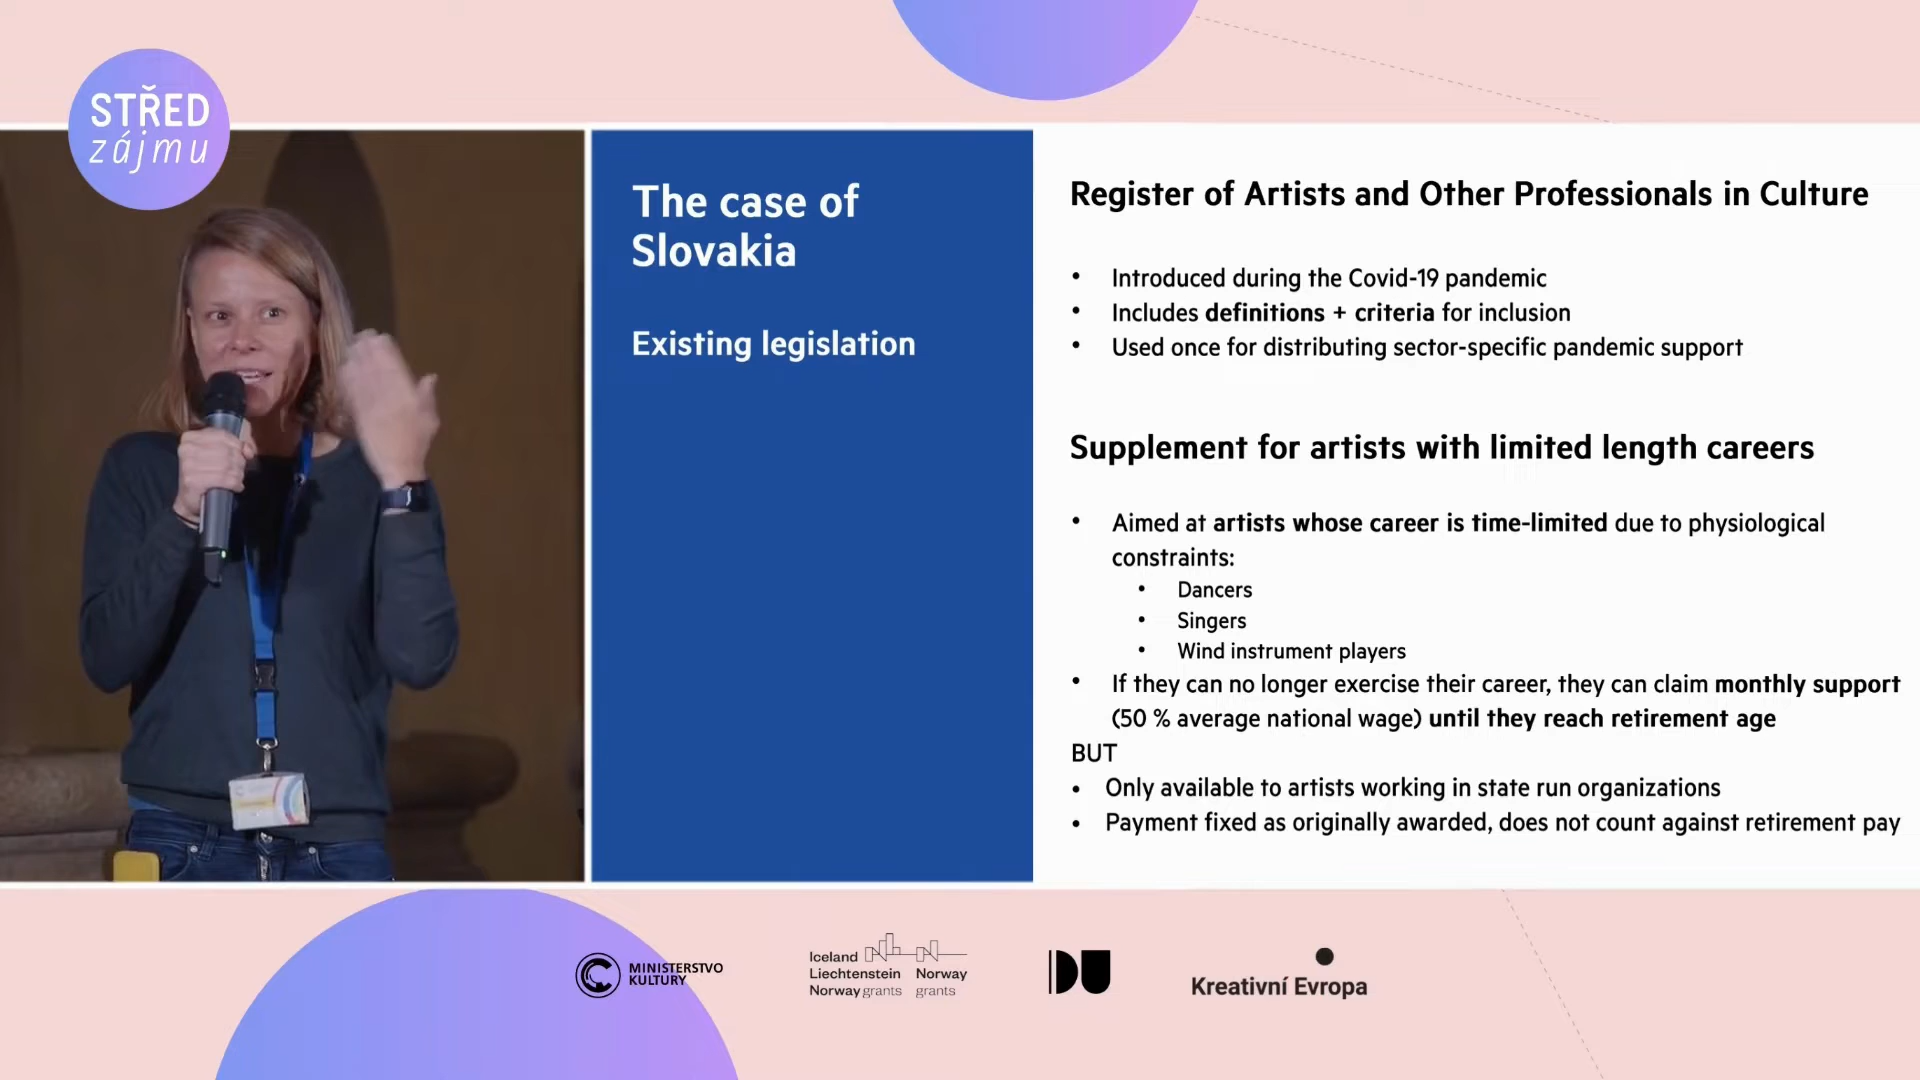 STŘED
zájmu
The case of
Slovakia
Existing legislation
Register of Artists and Other Professionals in Culture
• Introduced during the Covid-19 pandemic
• Includes definitions + criteria for inclusion
• Used once for distributing sector-specific pandemic support
Supplement for artists with limited length careers
• Aimed at artists whose career is time-limited due to physiological
constraints:
• Dancers
• Singers
• Wind instrument players
• If they can no longer exercise their career, they can claim monthly support
(50 % average national wage) until they reach retirement age
BUT
• Only available to artists working in state run organizations
• Payment fixed as originally awarded, does not count against retirement pay
MINISTERSTVO
KULTURY
Iceland
Liechtenstein
Norway grants
Norway
grants
DU
Kreativní Evropa